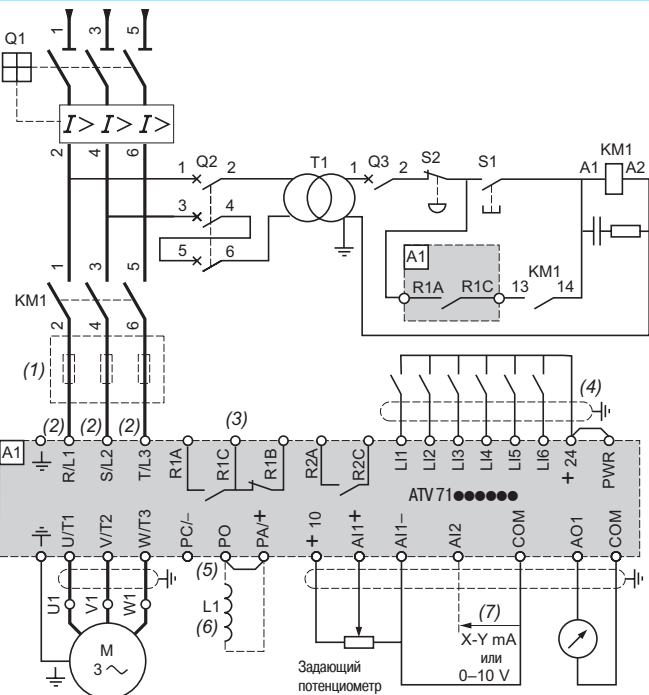 1 3 5
Q1
I> I> I>
2 4 6
1 Q2 2
3 4
5 6
T1
1 Q3 2
S2
S1
KM1
A1 A2
A1
R1A R1C
KM1
13 14
1 3 5
KM1
2 4 6
(1)
(2) (2) (2)
(3)
(4)
A1
R/L1 S/L2 T/L3 R1A R1C R1B R2A R2C LI1 LI2 LI3 LI4 LI5 LI6 + 24 PWR
ATV 71●●●●●●
U/T1 V/T2 W/T3 PC/– PO PA/+ + 10 AI1+ AI1– AI2 COM AO1 COM
(5)
U1 V1 W1
L1
(6)
(7)
X-Y mA
или
0–10 V
M
3 ~
Задающий
потенциометр